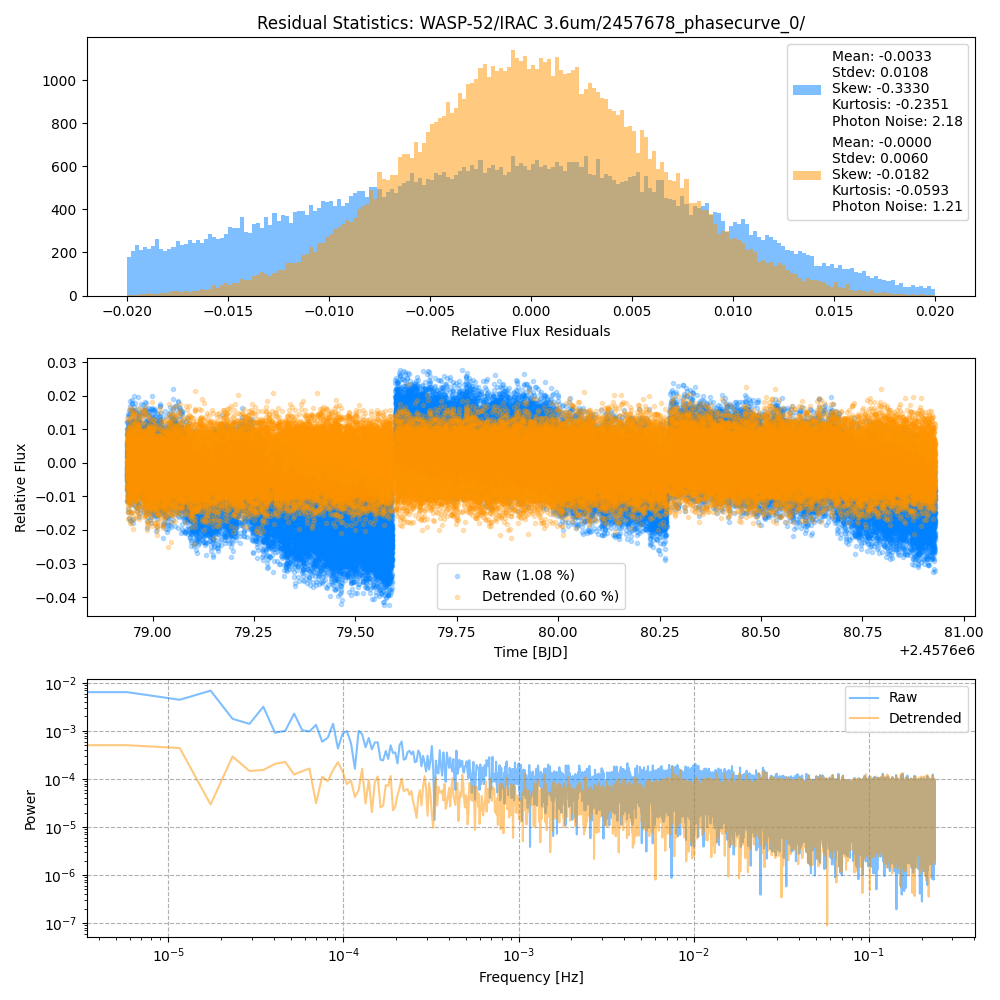 Residual Statistics: WASP-52/IRAC 3.6um/2457678_phasecurve_0/
Mean: -0.0033
Stdev: 0.0108
Skew: -0.3330
Kurtosis: -0.2351
Photon Noise: 2.18
Mean: -0.0000
Stdev: 0.0060
Skew: -0.0182
Kurtosis: -0.0593
Photon Noise: 1.21
1000
800
600
400
200
0
−0.020 −0.015 −0.010 −0.005 0.000 0.005 0.010 0.015 0.020
Relative Flux Residuals
Relative Flux
0.03
0.02
0.01
0.00
−0.01
−0.02
−0.03
−0.04
Raw (1.08 %)
Detrended (0.60 %)
79.00 79.25 79.50 79.75 80.00 80.25 80.50 80.75 81.00
+2.4576e6
Time [BJD]
Power
10⁻²
10⁻³
10⁻⁴
10⁻⁵
10⁻⁶
10⁻⁷
Raw
Detrended
10⁻⁵ 10⁻⁴ 10⁻³ 10⁻² 10⁻¹
Frequency [Hz]